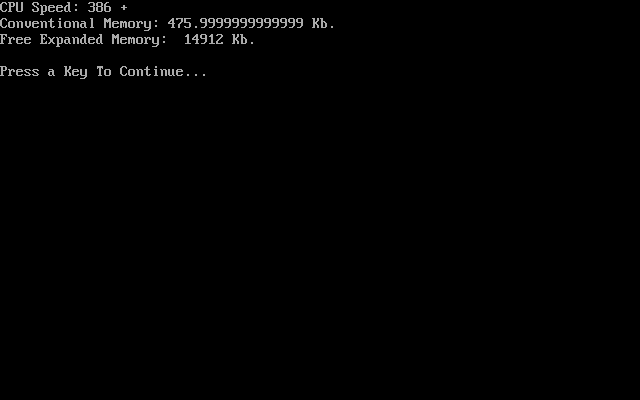 CPU Speed: 386 +
Conventional Memory: 475.9999999999999 Kb.
Free Expanded Memory:  14912 Kb.
Press a Key To Continue...